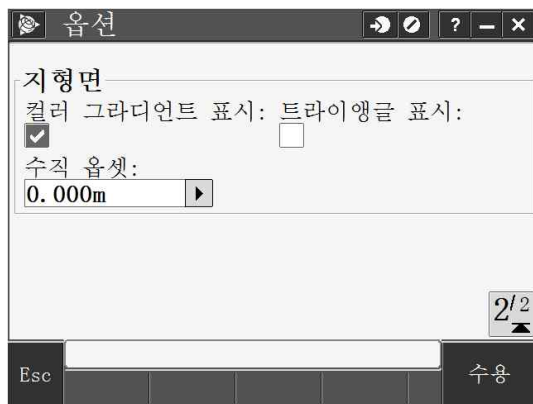 옵션 ? – ×
지형면
컬러 그라디언트 표시: 트라이앵글 표시:
수직 옵셋:
0.000m
2/2
Esc 수용